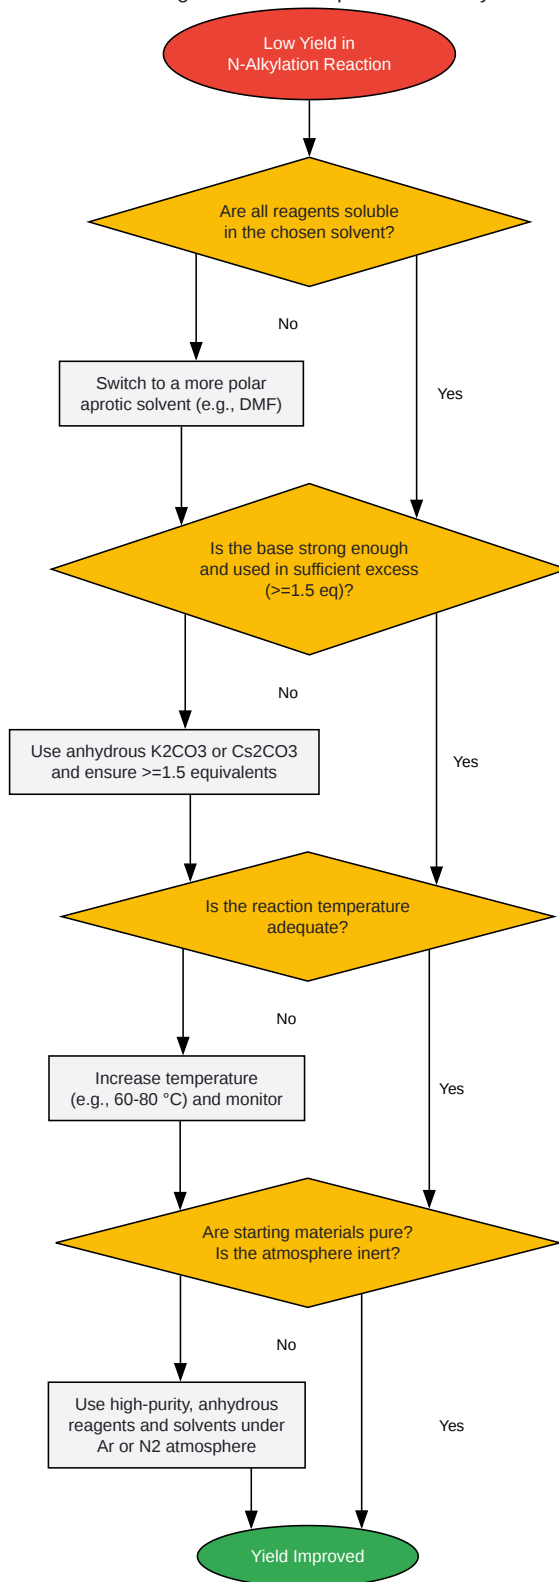 Low Yield in
N-Alkylation Reaction
Are all reagents soluble
in the chosen solvent?
No
Switch to a more polar
aprotic solvent (e.g., DMF)
Yes
Is the base strong enough
and used in sufficient excess
(>=1.5 eq)?
No
Use anhydrous K2CO3 or Cs2CO3
and ensure >=1.5 equivalents
Yes
Is the reaction temperature
adequate?
No
Increase temperature
(e.g., 60-80 °C) and monitor
Yes
Are starting materials pure?
Is the atmosphere inert?
No
Use high-purity, anhydrous
reagents and solvents under
Ar or N2 atmosphere
Yes
Yield Improved